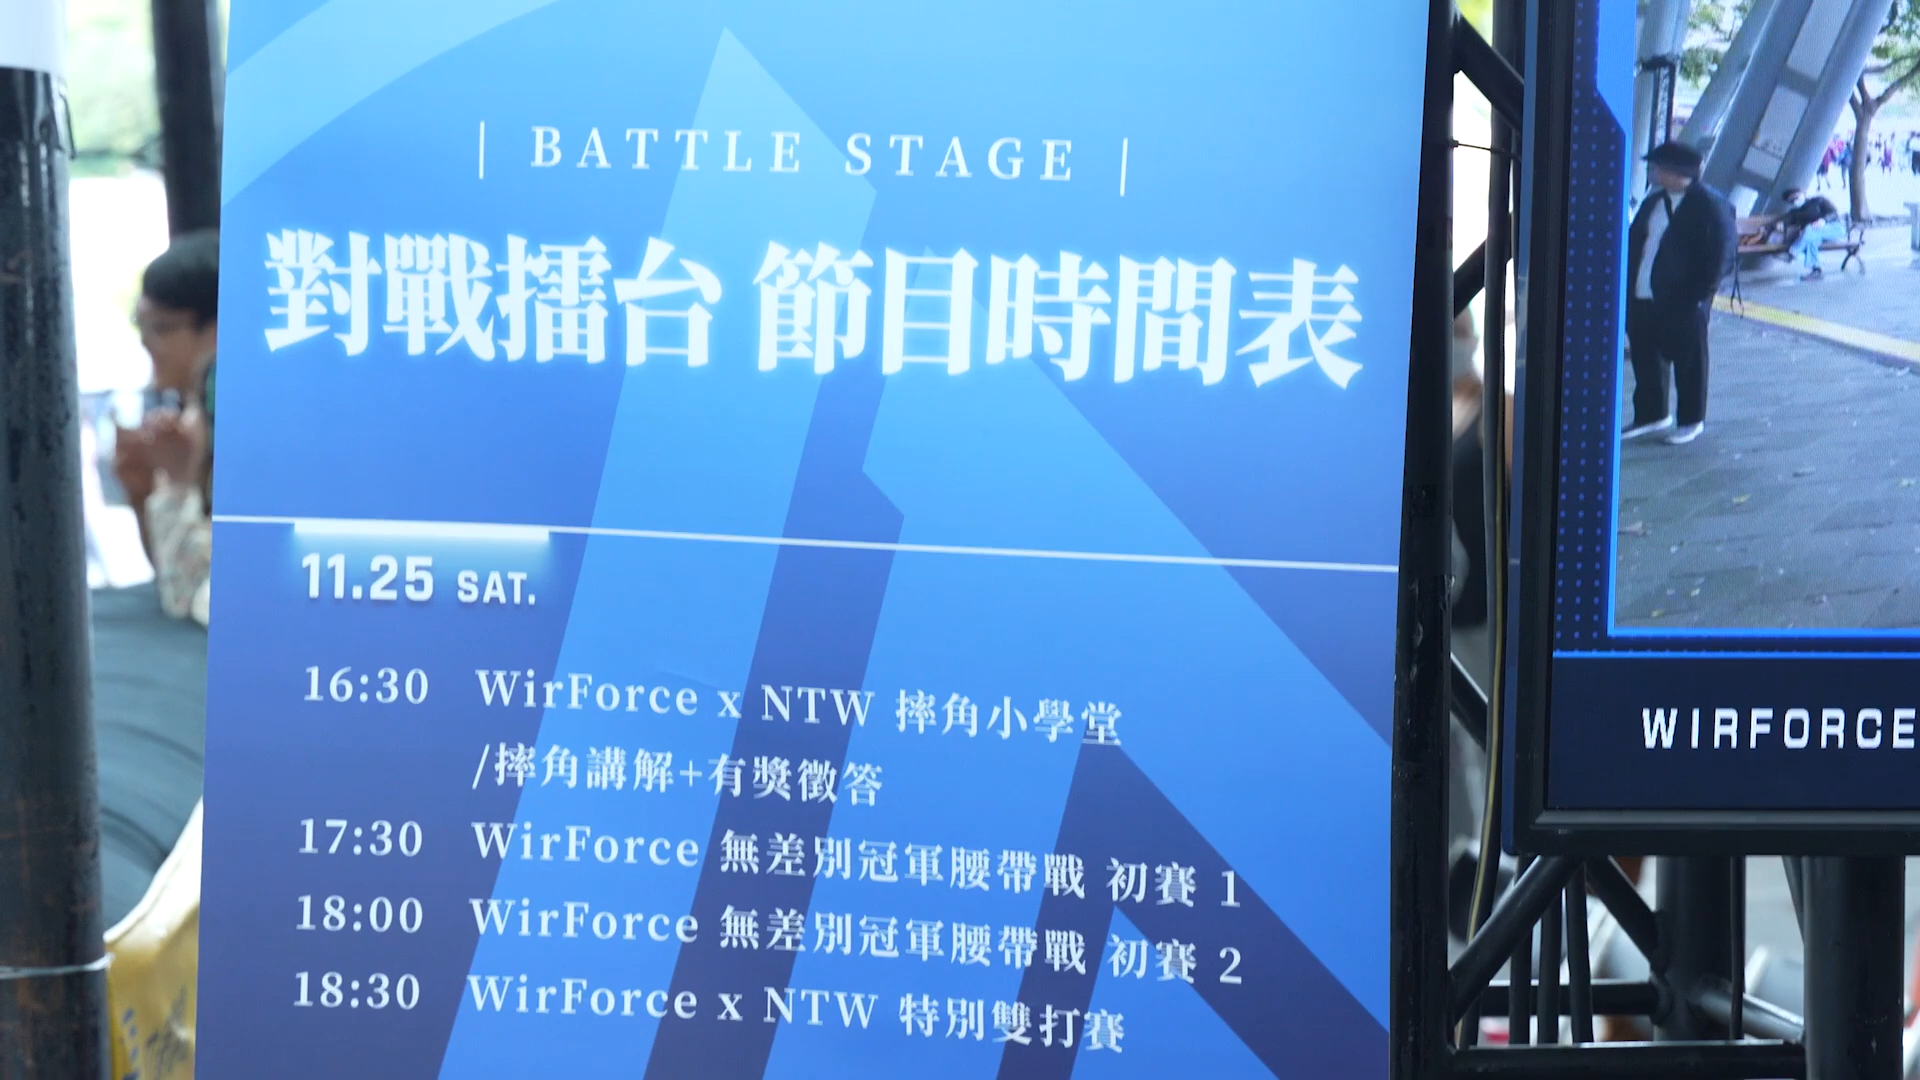 | BATTLE STAGE |
對戰擂台 節目時間表
11.25 SAT.
16:30 WirForce x NTW 摔角小學堂
/摔角講解+有獎徵答
17:30 WirForce 無差別冠軍腰帶戰 初賽 1
18:00 WirForce 無差別冠軍腰帶戰 初賽 2
18:30 WirForce x NTW 特別雙打賽
WIRFORCE